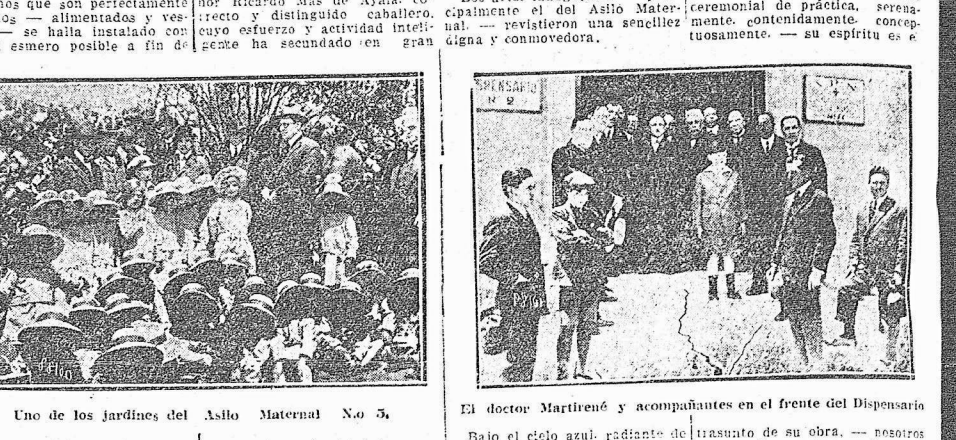 nos que son perfectamente
os — alimentados y ves-
— se halla instalado con
esmero posible a fin de
ñor Ricardo Mas de Ayala, co-
rrecto y distinguido caballero,
cuyo esfuerzo y actividad inteli-
gente ha secundado en gran
cipalmente el del Asilo Mater-
nal. — revistieron una sencillez
digna y conmovedora.
ceremonial de práctica, serena-
mente, contenidamente, concep-
tuosamente. — su espíritu es e
DISPENSARIO
Nº 2
Uno de los jardines del Asilo Maternal N.o 5.
El doctor Martirené y acompañantes en el frente del Dispensario
Bajo el cielo azul, radiante de
trasunto de su obra, — nosotros